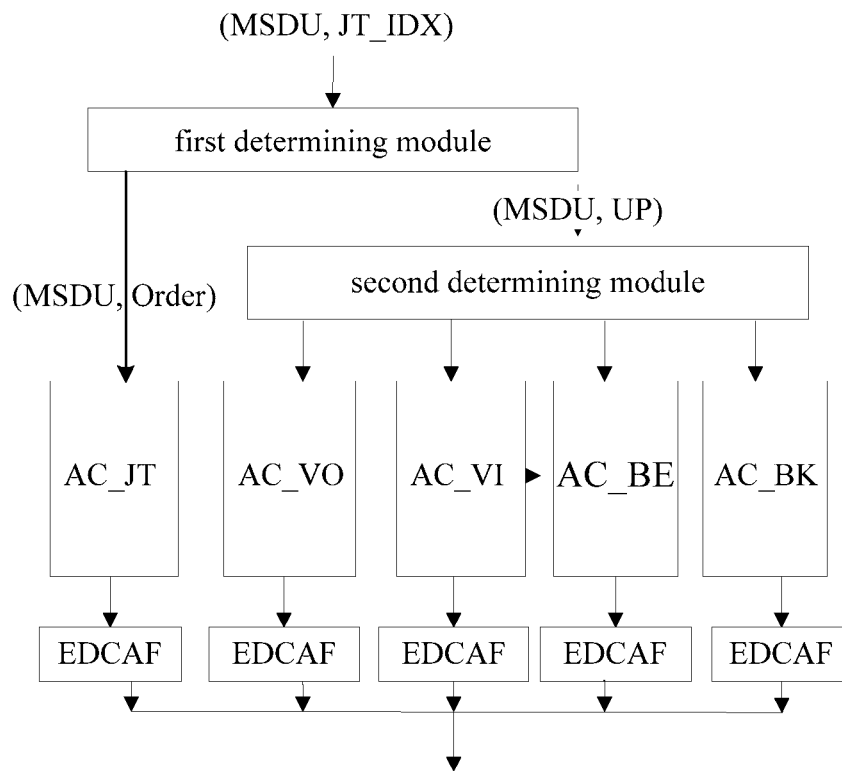 (MSDU, JT_IDX)
first determining module
(MSDU, UP)
second determining module
(MSDU, Order)
AC_JT
AC_VO
AC_VI
AC_BE
AC_BK
EDCAF
EDCAF
EDCAF
EDCAF
EDCAF